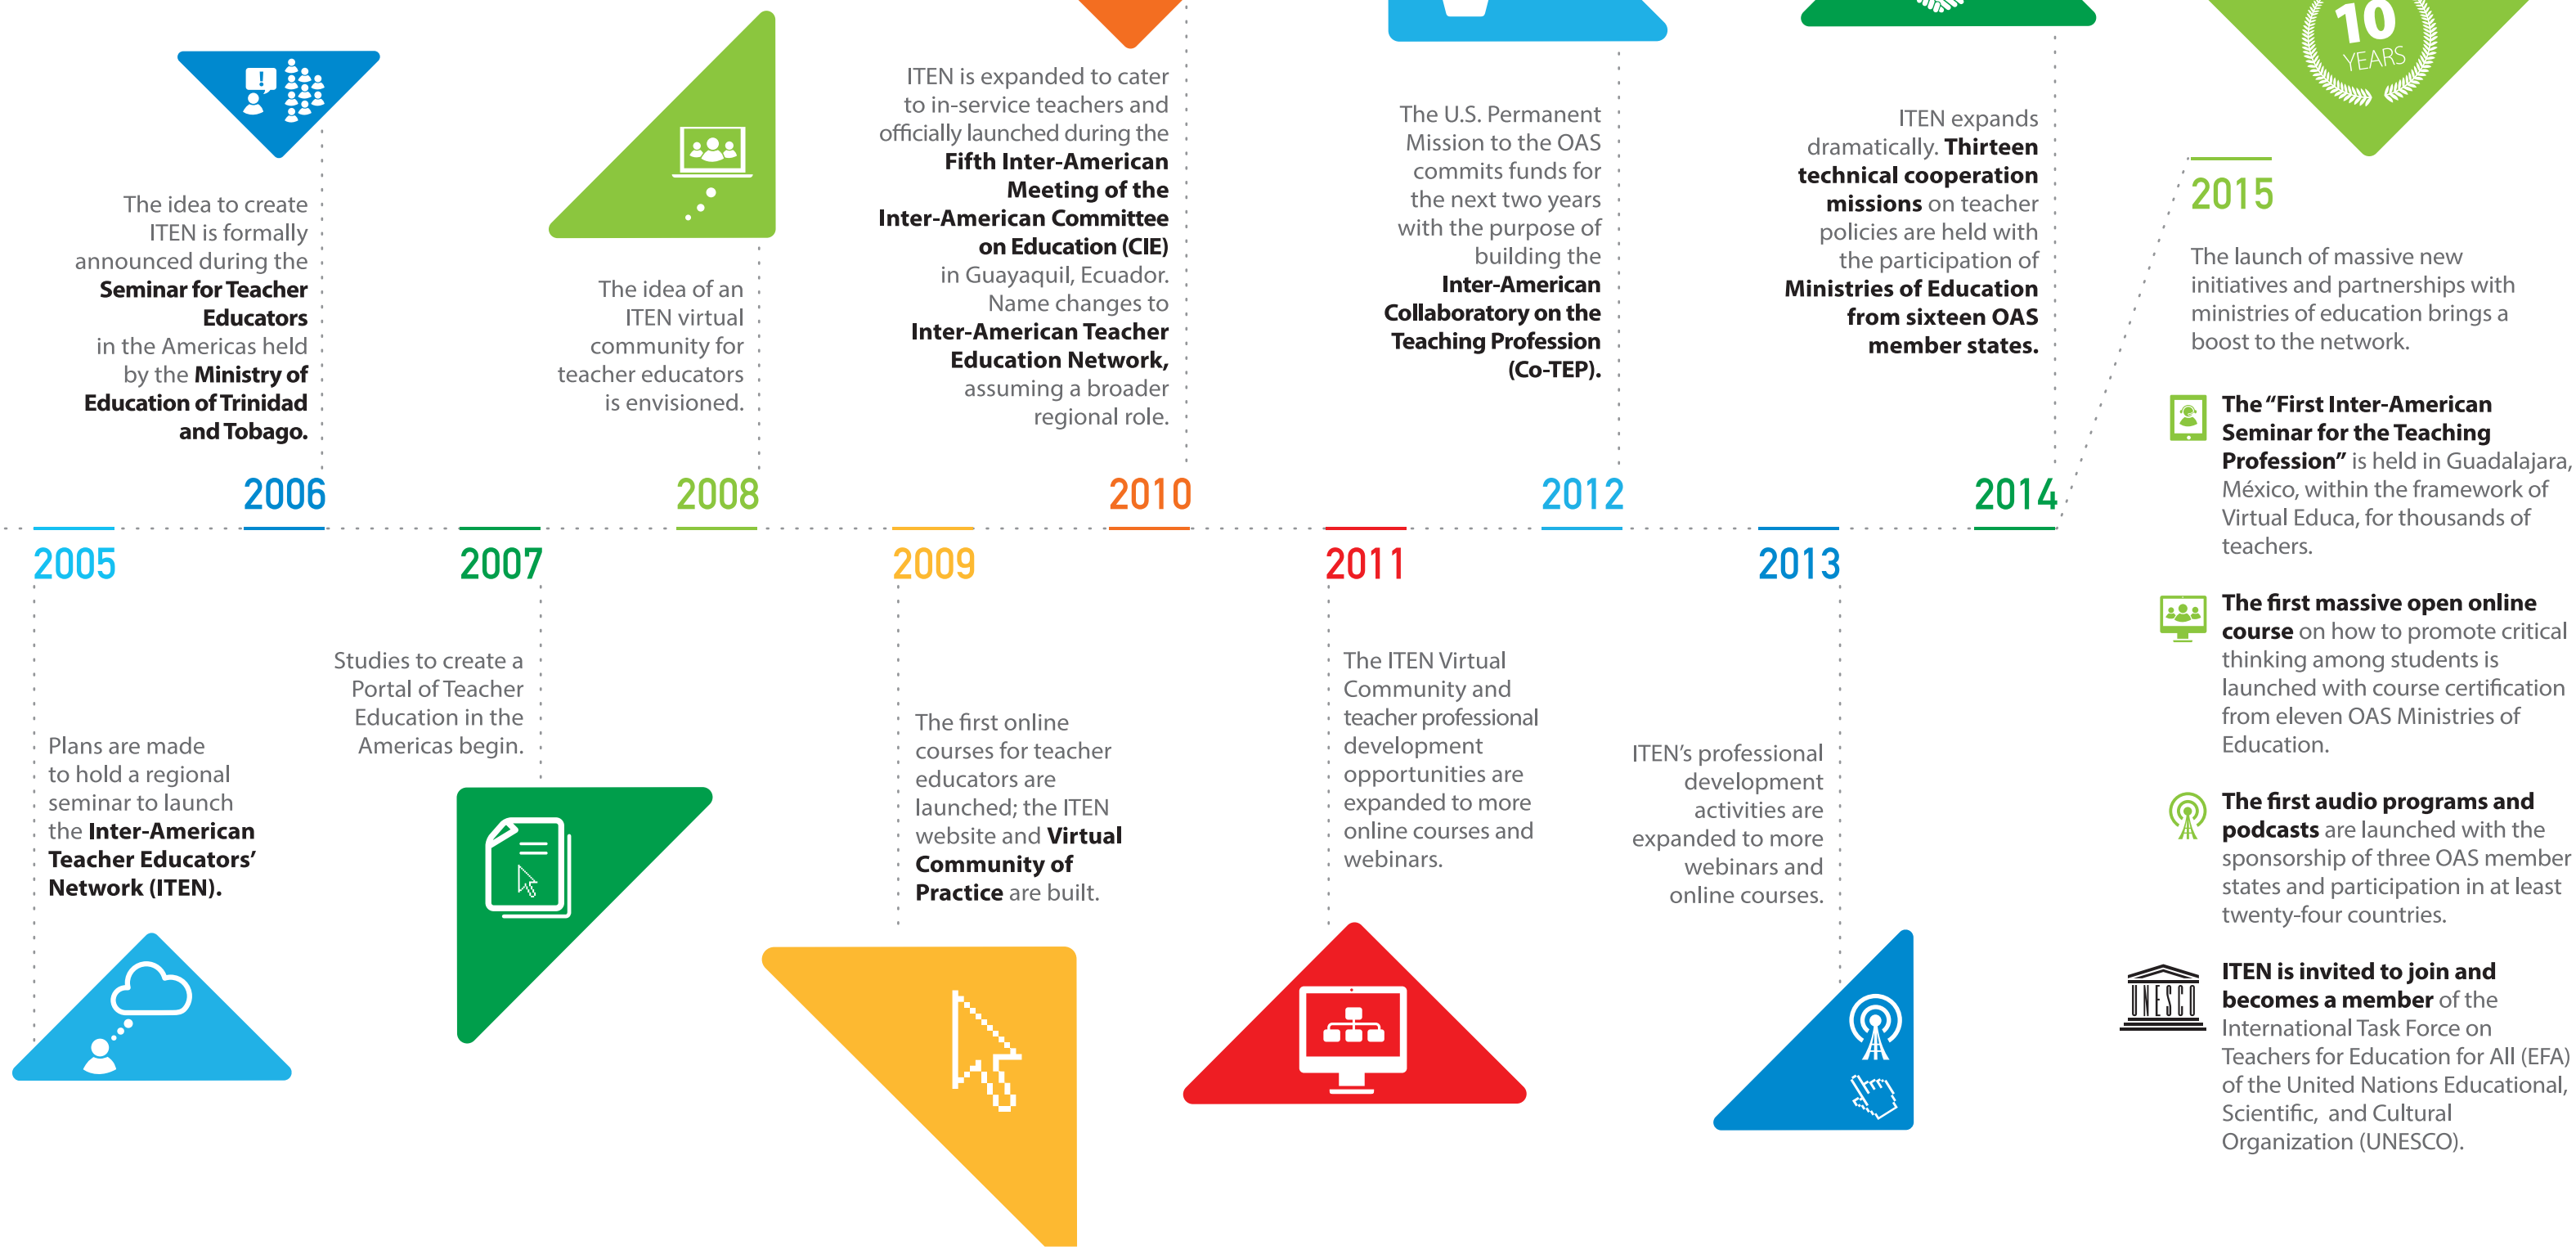 The idea to create
ITEN is formally
announced during the
Seminar for Teacher
Educators
in the Americas held
by the Ministry of
Education of Trinidad
and Tobago.
2006
The idea of an
ITEN virtual
community for
teacher educators
is envisioned.
2008
ITEN is expanded to cater
to in-service teachers and
officially launched during the
Fifth Inter-American
Meeting of the
Inter-American Committee
on Education (CIE)
in Guayaquil, Ecuador.
Name changes to
Inter-American Teacher
Education Network,
assuming a broader
regional role.
2010
The U.S. Permanent
Mission to the OAS
commits funds for
the next two years
with the purpose of
building the
Inter-American
Collaboratory on the
Teaching Profession
(Co-TEP).
2012
ITEN expands
dramatically. Thirteen
technical cooperation
missions on teacher
policies are held with
the participation of
Ministries of Education
from sixteen OAS
member states.
2014
2005
Plans are made
to hold a regional
seminar to launch
the Inter-American
Teacher Educators’
Network (ITEN).
2007
Studies to create a
Portal of Teacher
Education in the
Americas begin.
2009
The first online
courses for teacher
educators are
launched; the ITEN
website and Virtual
Community of
Practice are built.
2011
The ITEN Virtual
Community and
teacher professional
development
opportunities are
expanded to more
online courses and
webinars.
2013
ITEN’s professional
development
activities are
expanded to more
webinars and
online courses.
10
YEARS
2015
The launch of massive new
initiatives and partnerships with
ministries of education brings a
boost to the network.
The “First Inter-American
Seminar for the Teaching
Profession” is held in Guadalajara,
México, within the framework of
Virtual Educa, for thousands of
teachers.
The first massive open online
course on how to promote critical
thinking among students is
launched with course certification
from eleven OAS Ministries of
Education.
The first audio programs and
podcasts are launched with the
sponsorship of three OAS member
states and participation in at least
twenty-four countries.
UNESCO
ITEN is invited to join and
becomes a member of the
International Task Force on
Teachers for Education for All (EFA)
of the United Nations Educational,
Scientific, and Cultural
Organization (UNESCO).